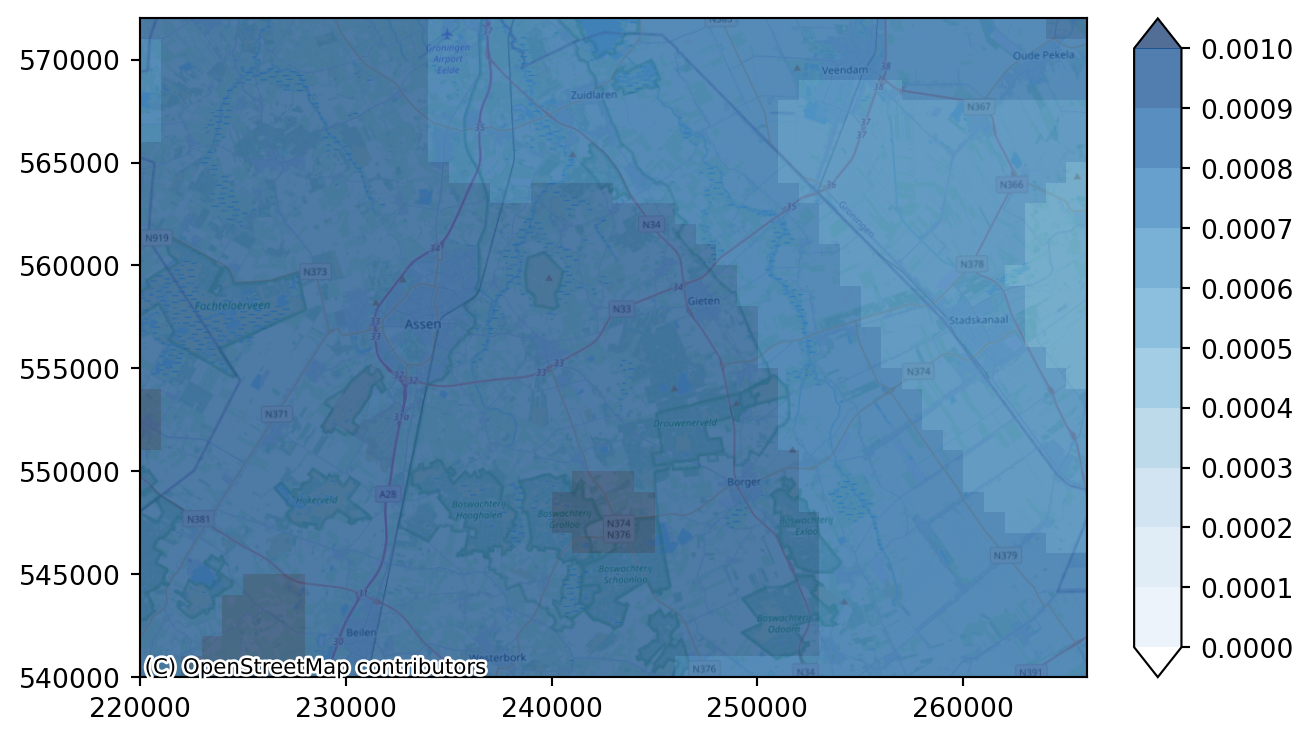 570000
565000
560000
555000
550000
545000
540000
220000
230000
240000
250000
260000
0.0010
0.0009
0.0008
0.0007
0.0006
0.0005
0.0004
0.0003
0.0002
0.0001
0.0000
Groningen
Airport
Eelde
Zuidlaren
Veendam
Oude Pekela
N367
N366
N34
N919
N373
Fochteloërveen
Assen
N33
Gieten
Groningen
N378
Stadskanaal
N374
N371
Drouwenerveld
Borger
A28
Hijkerveld
Boswachterij
Hooghalen
Boswachterij
Grolloo
N374
N376
Boswachterij
Exloo
N381
N379
Boswachterij
Schoonloo
Boswachterij
Odoorn
Beilen
Westerbork
N376
N34
N391
(C) OpenStreetMap contributors